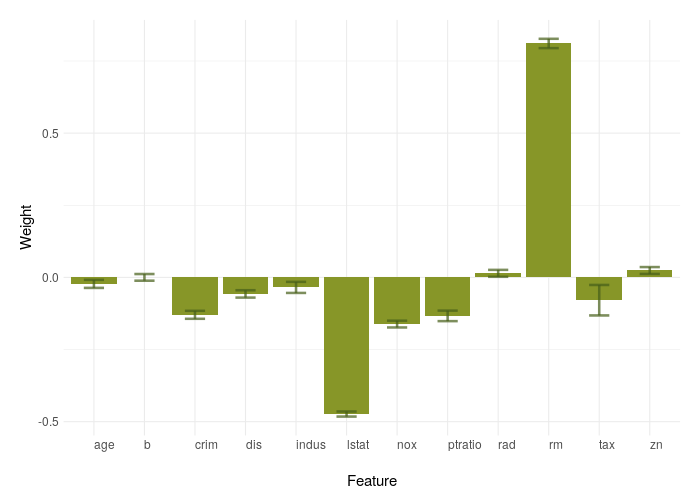 Weight
0.5
0.0
-0.5
age b crim dis indus lstat nox ptratio rad rm tax zn
Feature